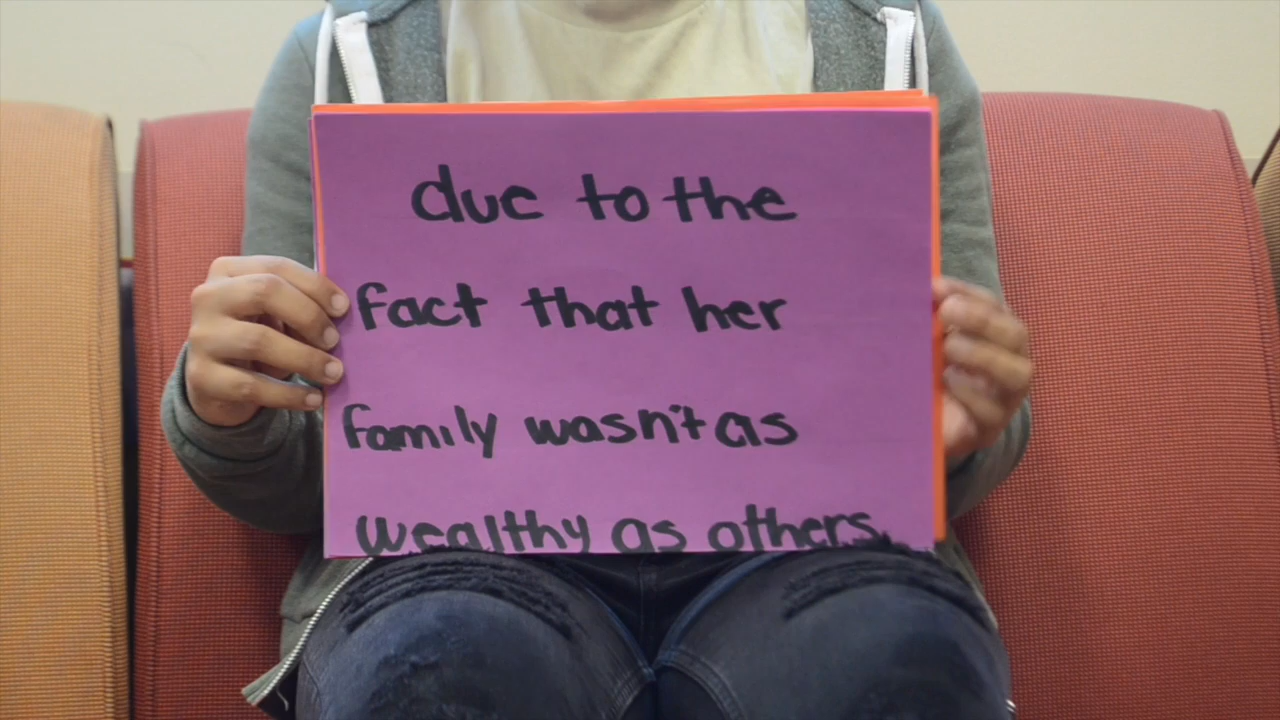 due to the
fact that her
family wasn't as
wealthy as others.